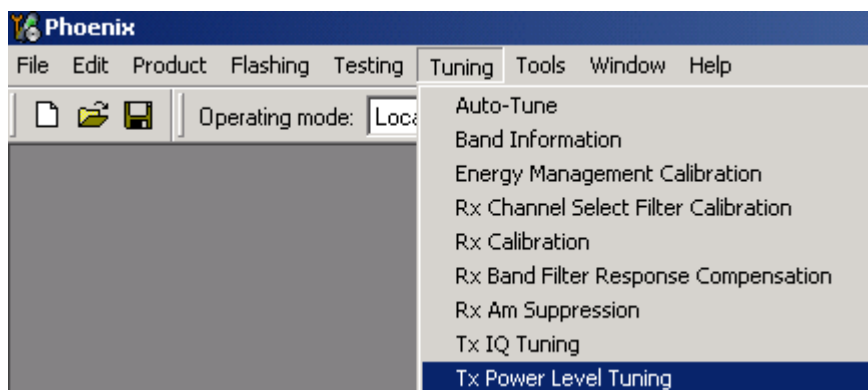 Phoenix
File Edit Product Flashing Testing Tuning Tools Window Help
Operating mode: Loca
Auto-Tune
Band Information
Energy Management Calibration
Rx Channel Select Filter Calibration
Rx Calibration
Rx Band Filter Response Compensation
Rx Am Suppression
Tx IQ Tuning
Tx Power Level Tuning